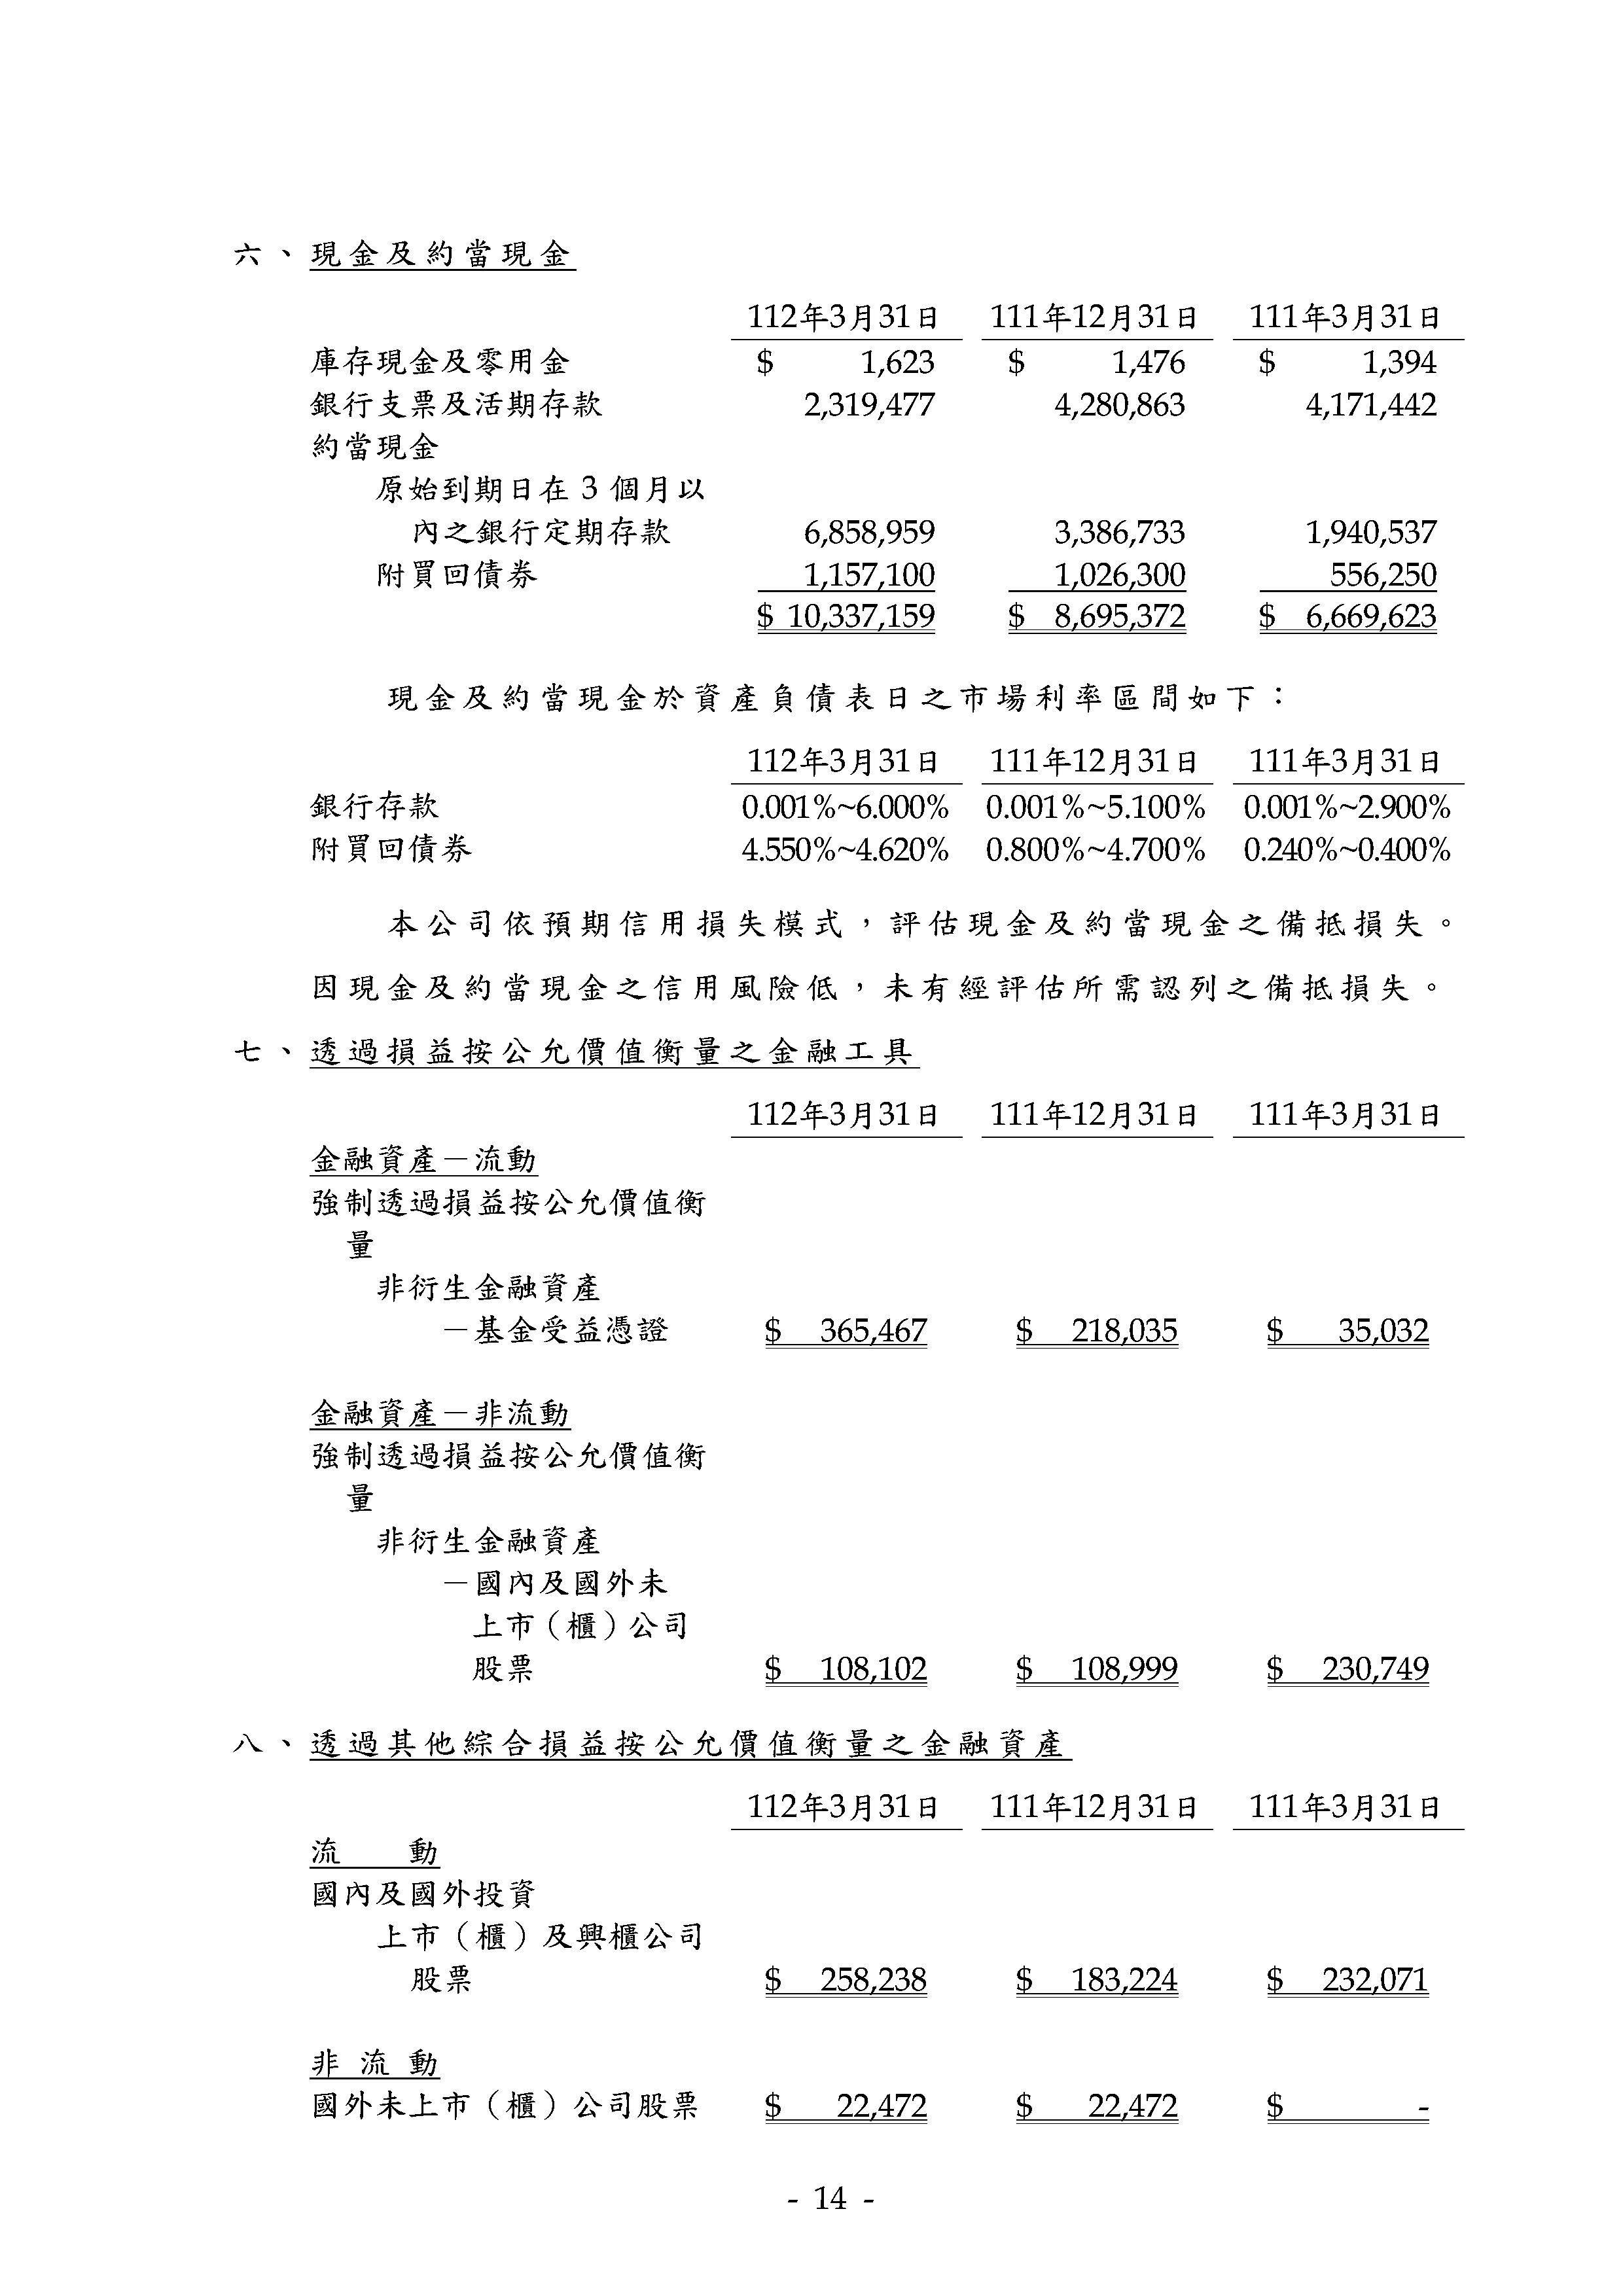 六、現金及約當現金
112年3月31日 111年12月31日 111年3月31日
庫存現金及零用金 $ 1,623 $ 1,476 $ 1,394
銀行支票及活期存款 2,319,477 4,280,863 4,171,442
約當現金
原始到期日在 3 個月以
內之銀行定期存款 6,858,959 3,386,733 1,940,537
附買回債券 1,157,100 1,026,300 556,250
$ 10,337,159 $ 8,695,372 $ 6,669,623
現金及約當現金於資產負債表日之市場利率區間如下：
112年3月31日 111年12月31日 111年3月31日
銀行存款 0.001%~6.000% 0.001%~5.100% 0.001%~2.900%
附買回債券 4.550%~4.620% 0.800%~4.700% 0.240%~0.400%
本公司依預期信用損失模式，評估現金及約當現金之備抵損失。
因現金及約當現金之信用風險低，未有經評估所需認列之備抵損失。
七、透過損益按公允價值衡量之金融工具
112年3月31日 111年12月31日 111年3月31日
金融資產－流動
強制透過損益按公允價值衡
量
非衍生金融資產
－基金受益憑證 $ 365,467 $ 218,035 $ 35,032
金融資產－非流動
強制透過損益按公允價值衡
量
非衍生金融資產
－國內及國外未
上市（櫃）公司
股票 $ 108,102 $ 108,999 $ 230,749
八、透過其他綜合損益按公允價值衡量之金融資產
112年3月31日 111年12月31日 111年3月31日
流 動
國內及國外投資
上市（櫃）及興櫃公司
股票 $ 258,238 $ 183,224 $ 232,071
非 流 動
國外未上市（櫃）公司股票 $ 22,472 $ 22,472 $ -
- 14 -